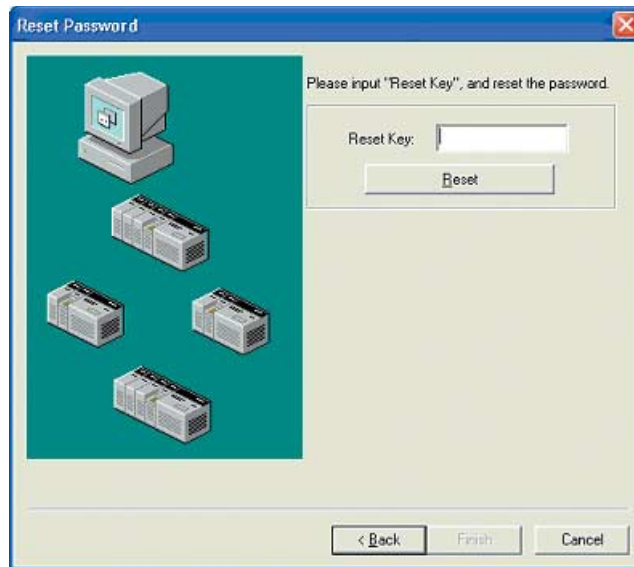 Reset Password
Please input "Reset Key", and reset the password.
Reset Key:
Reset
< Back
Finish
Cancel